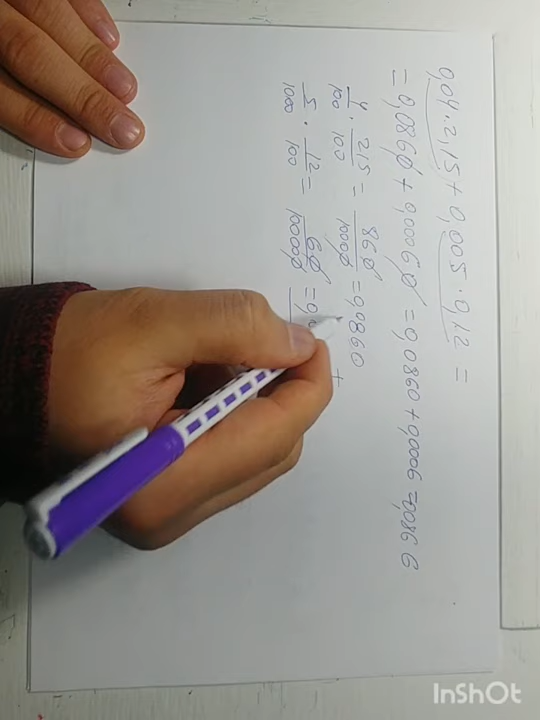 0,04 · 2,15 + 0,005 · 0,12 =
= 0,0860 + 0,00060 = 0,0860 + 0,0006 = 0,0866
4/100 · 215/100 = 860/10000 = 0,0860
+
5/1000 · 12/100 = 60/100000 = 0,
InShOt